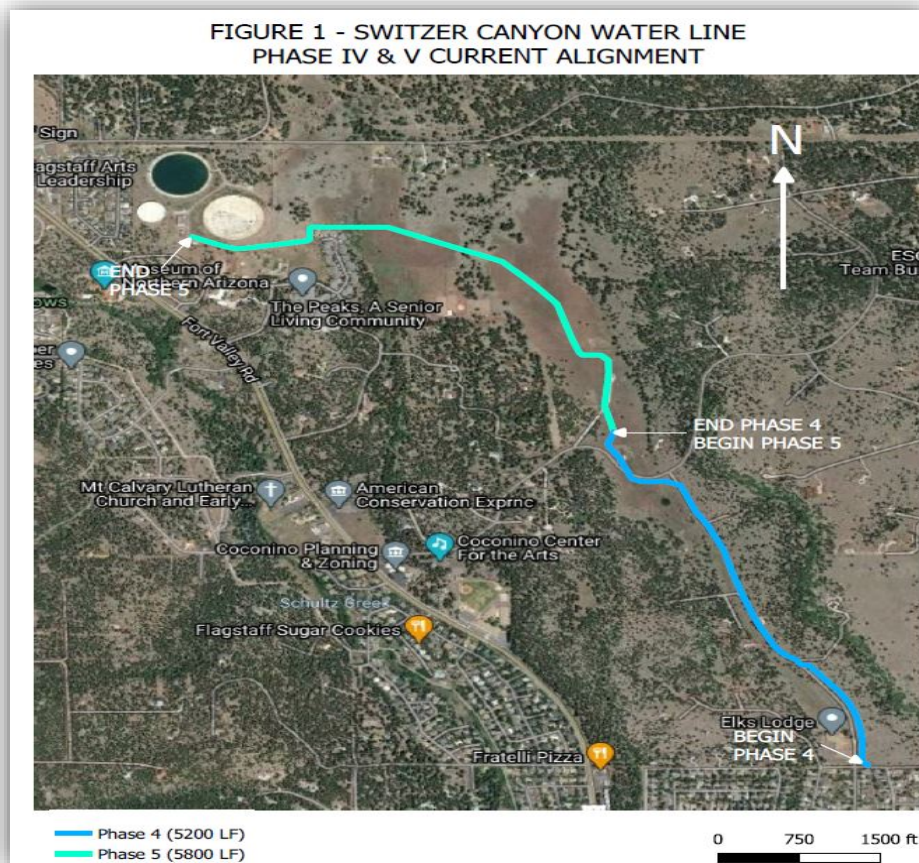 FIGURE 1 - SWITZER CANYON WATER LINE
PHASE IV & V CURRENT ALIGNMENT
Sign
agstaff Arts
Leadership
N
END
PHASE 5
Museum of
Northern Arizona
The Peaks, A Senior
Living Community
ESC
Team Bu
ows
er
es
Fort Valley Rd
END PHASE 4
BEGIN PHASE 5
Mt Calvary Lutheran
Church and Early...
American
Conservation Exprnc
Coconino Planning
& Zoning
Coconino Center
For the Arts
Schultz Creek
Flagstaff Sugar Cookies
Elks Lodge
BEGIN
PHASE 4
Fratelli Pizza
Phase 4 (5200 LF)
Phase 5 (5800 LF)
0 750 1500 ft